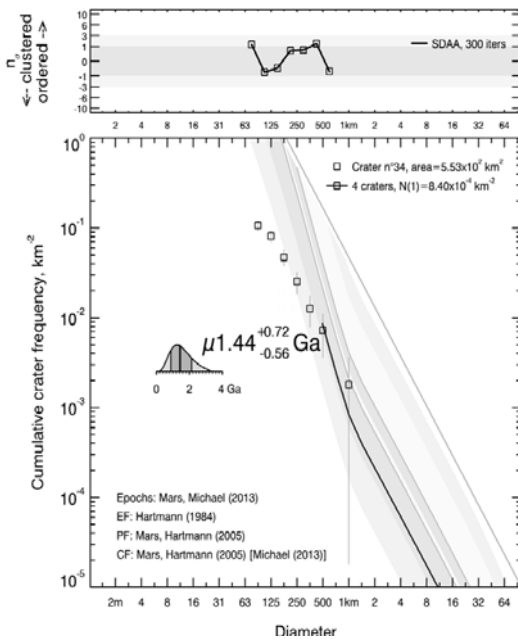 n_σ
<-- clustered
ordered -->
10
6
3
1
0
-1
-3
-6
-10
SDAA, 300 iters
2 4 8 16 31 63 125 250 500 1km 2 4 8 16 32 64
Cumulative crater frequency, km⁻²
10⁰
10⁻¹
10⁻²
10⁻³
10⁻⁴
10⁻⁵
Crater n°34, area=5.53x10² km²
4 craters, N(1)=8.40x10⁻⁴ km⁻²
μ1.44 +0.72 -0.56 Ga
0 2 4 Ga
Epochs: Mars, Michael (2013)
EF: Hartmann (1984)
PF: Mars, Hartmann (2005)
CF: Mars, Hartmann (2005) [Michael (2013)]
2m 4 8 16 31 63 125 250 500 1km 2 4 8 16 32 64
Diameter